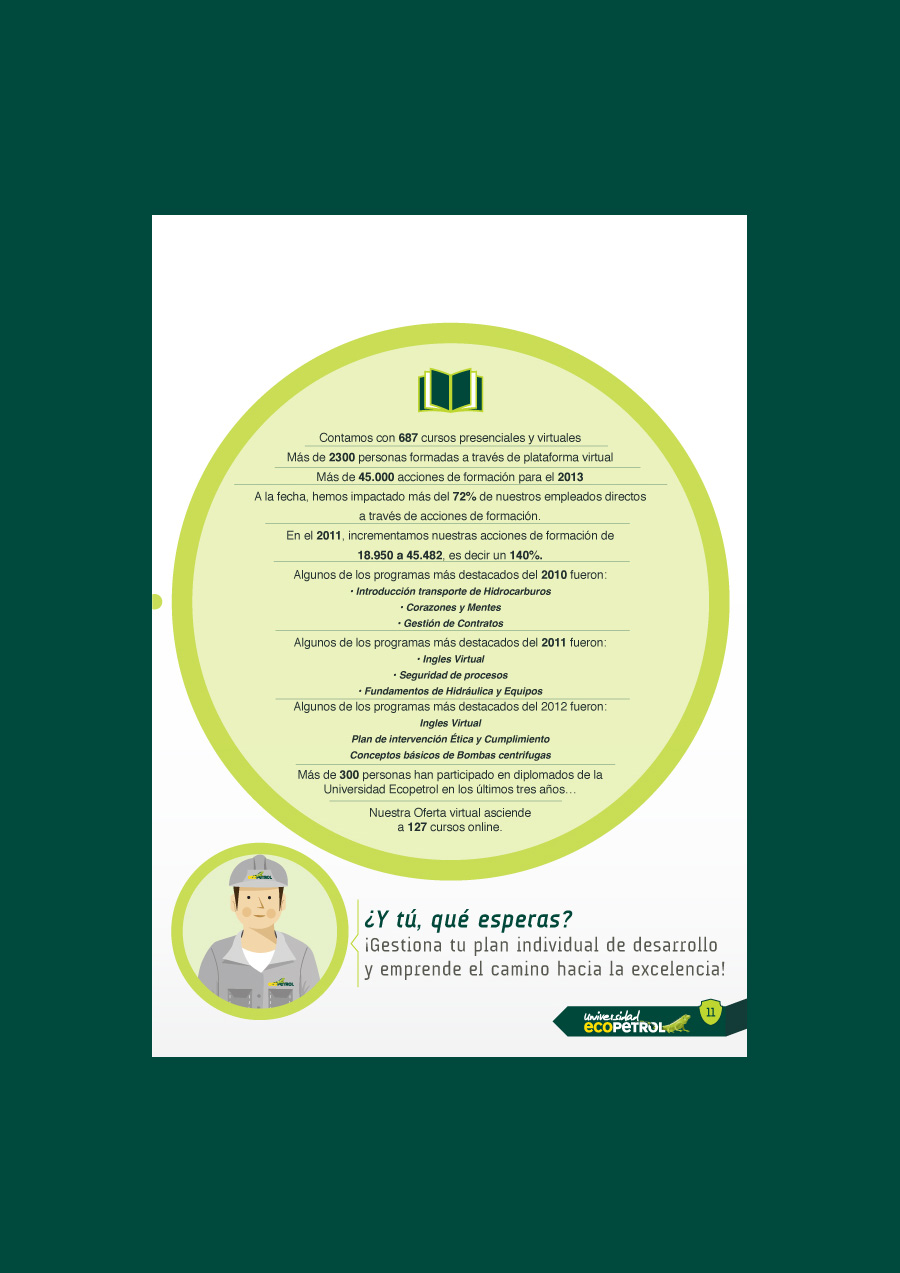 Contamos con 687 cursos presenciales y virtuales
Más de 2300 personas formadas a través de plataforma virtual
Más de 45.000 acciones de formación para el 2013
A la fecha, hemos impactado más del 72% de nuestros empleados directos
a través de acciones de formación.
En el 2011, incrementamos nuestras acciones de formación de
18.950 a 45.482, es decir un 140%.
Algunos de los programas más destacados del 2010 fueron:
• Introducción transporte de Hidrocarburos
• Corazones y Mentes
• Gestión de Contratos
Algunos de los programas más destacados del 2011 fueron:
• Ingles Virtual
• Seguridad de procesos
• Fundamentos de Hidráulica y Equipos
Algunos de los programas más destacados del 2012 fueron:
Ingles Virtual
Plan de intervención Ética y Cumplimiento
Conceptos básicos de Bombas centrifugas
Más de 300 personas han participado en diplomados de la
Universidad Ecopetrol en los últimos tres años…
Nuestra Oferta virtual asciende
a 127 cursos online.
ECOPETROL
ECOPETROL
¿Y tú, qué esperas?
¡Gestiona tu plan individual de desarrollo
y emprende el camino hacia la excelencia!
universidad
ECOPETROL
11